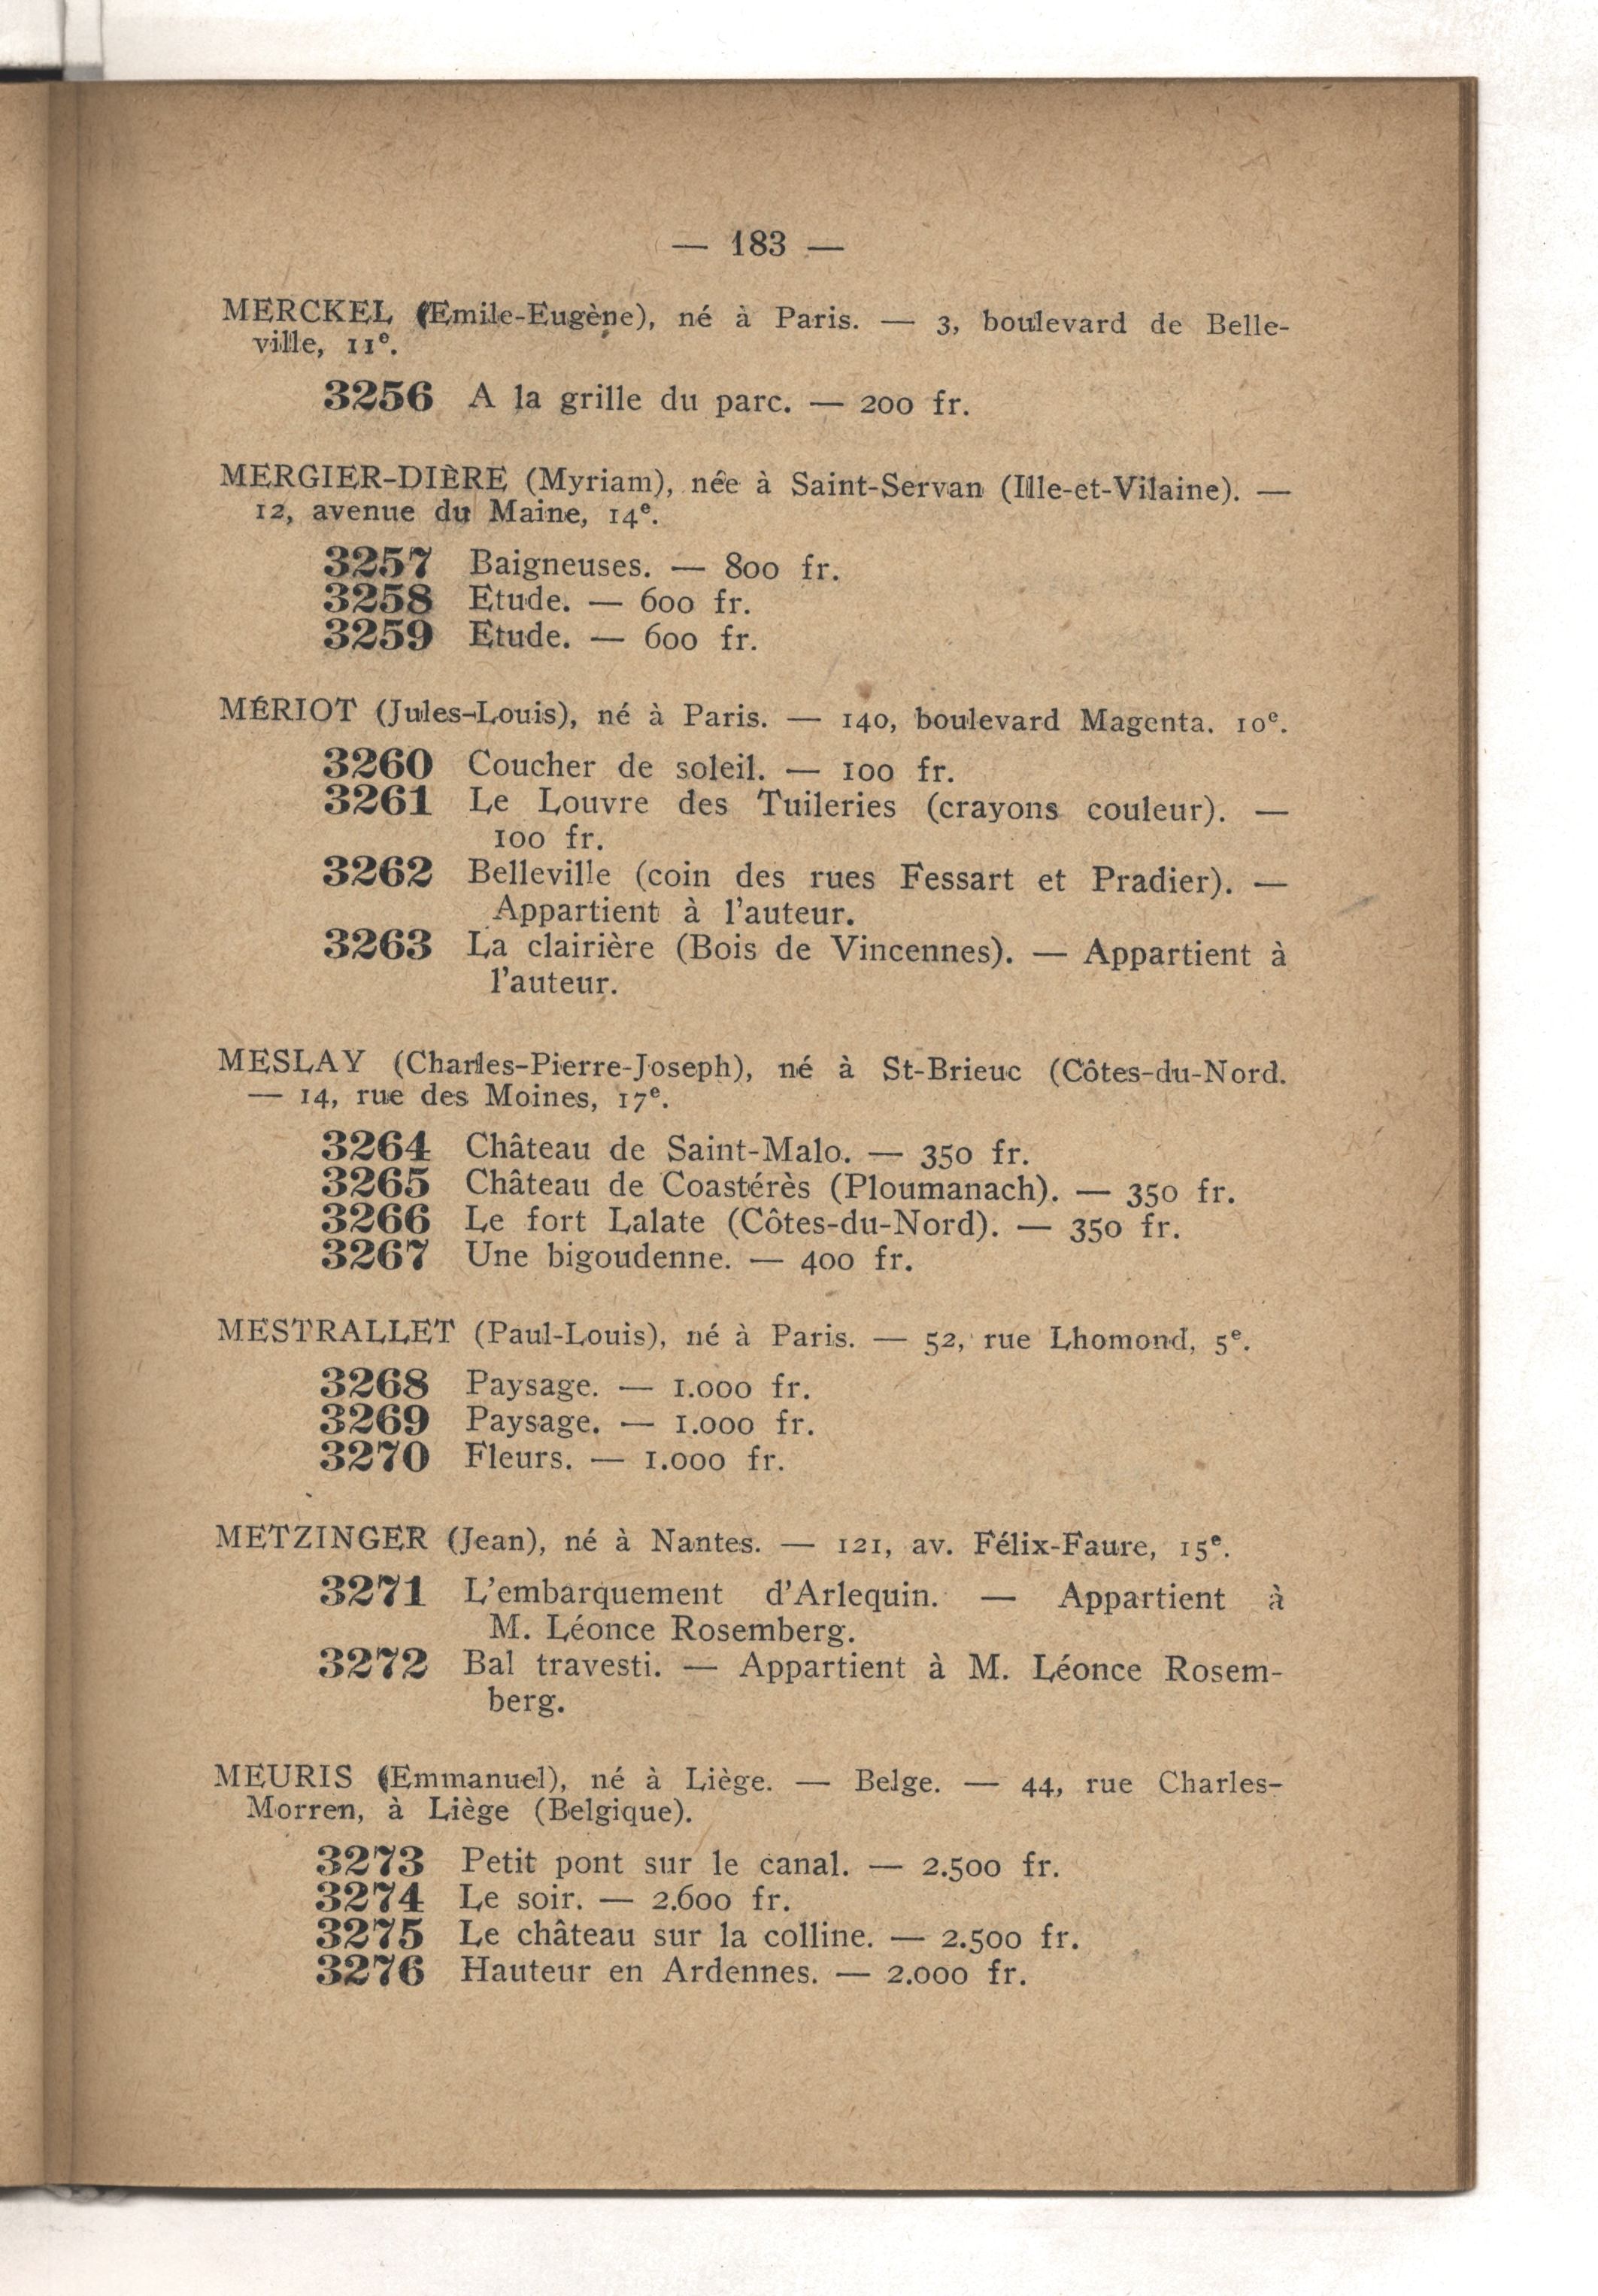 — 183 —
MERCKEL (Emile-Eugène), né à Paris. — 3, boulevard de Belle-
ville, 11e.
3256 A la grille du parc. — 200 fr.
MERGIER-DIÈRE (Myriam), née à Saint-Servan (Ille-et-Vilaine). —
12, avenue du Maine, 14e.
3257 Baigneuses. — 800 fr.
3258 Etude. — 600 fr.
3259 Etude. — 600 fr.
MÉRIOT (Jules-Louis), né à Paris. — 140, boulevard Magenta. 10e.
3260 Coucher de soleil. — 100 fr.
3261 Le Louvre des Tuileries (crayons couleur). —
100 fr.
3262 Belleville (coin des rues Fessart et Pradier). —
Appartient à l'auteur.
3263 La clairière (Bois de Vincennes). — Appartient à
l'auteur.
MESLAY (Charles-Pierre-Joseph), né à St-Brieuc (Côtes-du-Nord.
— 14, rue des Moines, 17e.
3264 Château de Saint-Malo. — 350 fr.
3265 Château de Coastérès (Ploumanach). — 350 fr.
3266 Le fort Lalate (Côtes-du-Nord). — 350 fr.
3267 Une bigoudenne. — 400 fr.
MESTRALLET (Paul-Louis), né à Paris. — 52, rue Lhomond, 5e.
3268 Paysage. — 1.000 fr.
3269 Paysage. — 1.000 fr.
3270 Fleurs. — 1.000 fr.
METZINGER (Jean), né à Nantes. — 121, av. Félix-Faure, 15e.
3271 L'embarquement d'Arlequin. — Appartient à
M. Léonce Rosemberg.
3272 Bal travesti. — Appartient à M. Léonce Rosem-
berg.
MEURIS (Emmanuel), né à Liège. — Belge. — 44, rue Charles-
Morren, à Liège (Belgique).
3273 Petit pont sur le canal. — 2.500 fr.
3274 Le soir. — 2.600 fr.
3275 Le château sur la colline. — 2.500 fr.
3276 Hauteur en Ardennes. — 2.000 fr.